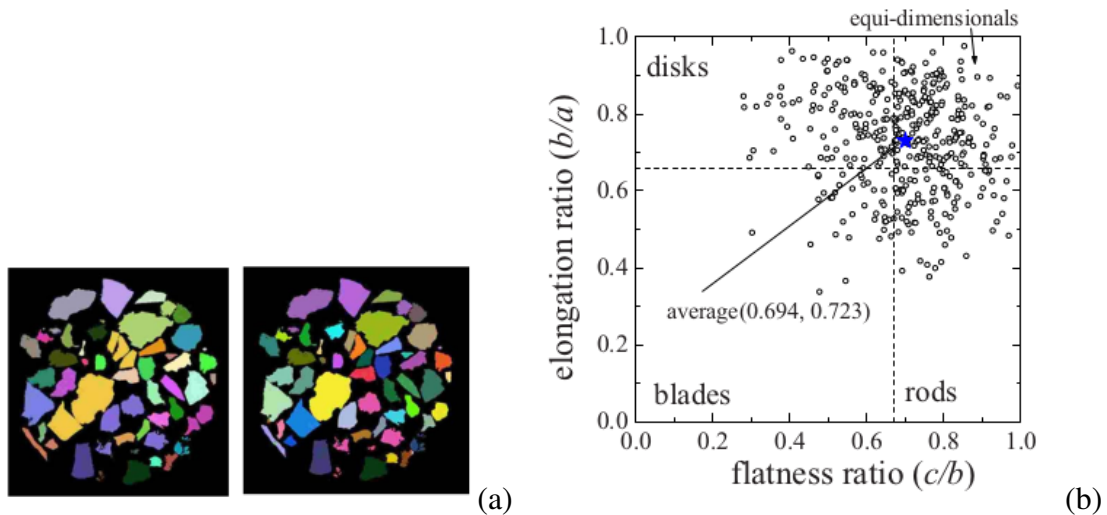 equi-dimensionals
1.0
disks
0.8
0.6
0.4
average(0.694, 0.723)
0.2
blades
rods
0.0
elongation ratio (b/a)
0.0 0.2 0.4 0.6 0.8 1.0
flatness ratio (c/b)
(a)
(b)